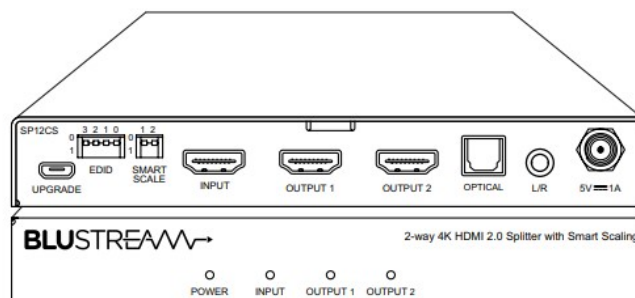 SP12CS
3 2 1 0
0
1
1 2
0
1
UPGRADE
EDID
SMART
SCALE
INPUT
OUTPUT 1
OUTPUT 2
OPTICAL
L/R
5V⎓1A
BLUSTREAM
2-way 4K HDMI 2.0 Splitter with Smart Scaling
POWER
INPUT
OUTPUT 1
OUTPUT 2